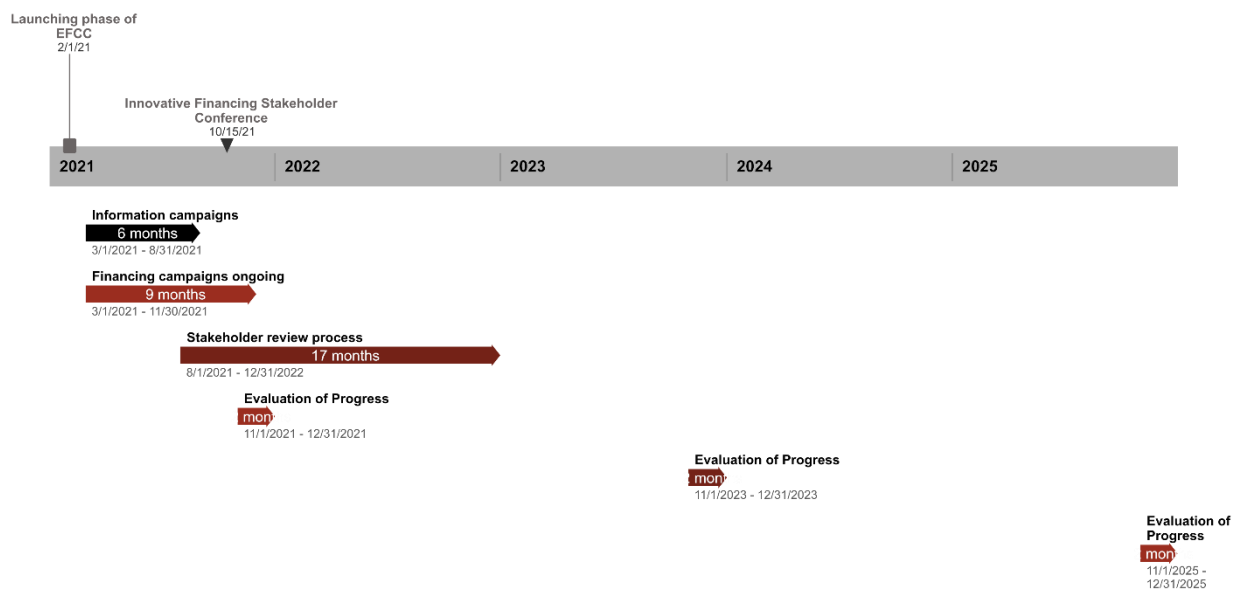 Launching phase of
EFCC
2/1/21
Innovative Financing Stakeholder
Conference
10/15/21
2021
2022
2023
2024
2025
Information campaigns
6 months
3/1/2021 - 8/31/2021
Financing campaigns ongoing
9 months
3/1/2021 - 11/30/2021
Stakeholder review process
17 months
8/1/2021 - 12/31/2022
Evaluation of Progress
mon
11/1/2021 - 12/31/2021
Evaluation of Progress
mon
11/1/2023 - 12/31/2023
Evaluation of
Progress
mon
11/1/2025 -
12/31/2025